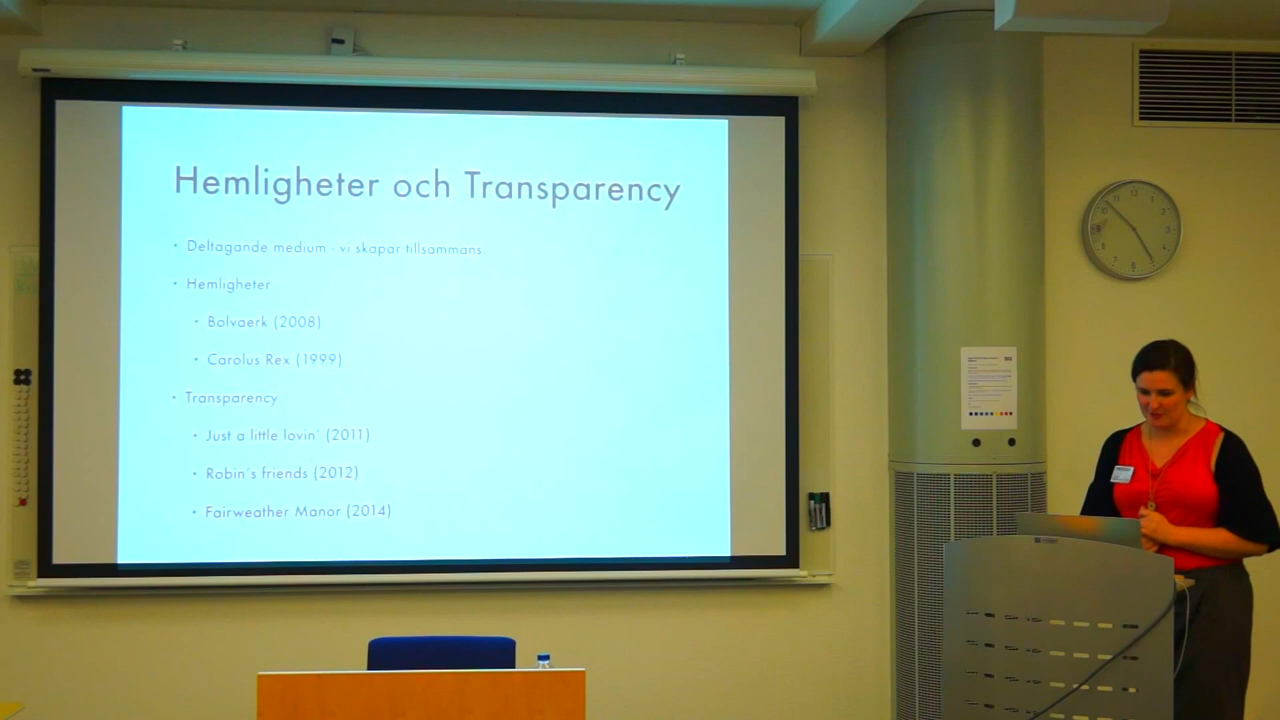 Hemligheter och Transparency
• Deltagande medium - vi skapar tillsammans
• Hemligheter
• Bolvaerk (2008)
• Carolus Rex (1999)
• Transparency
• Just a little lovin' (2011)
• Robin's friends (2012)
• Fairweather Manor (2014)